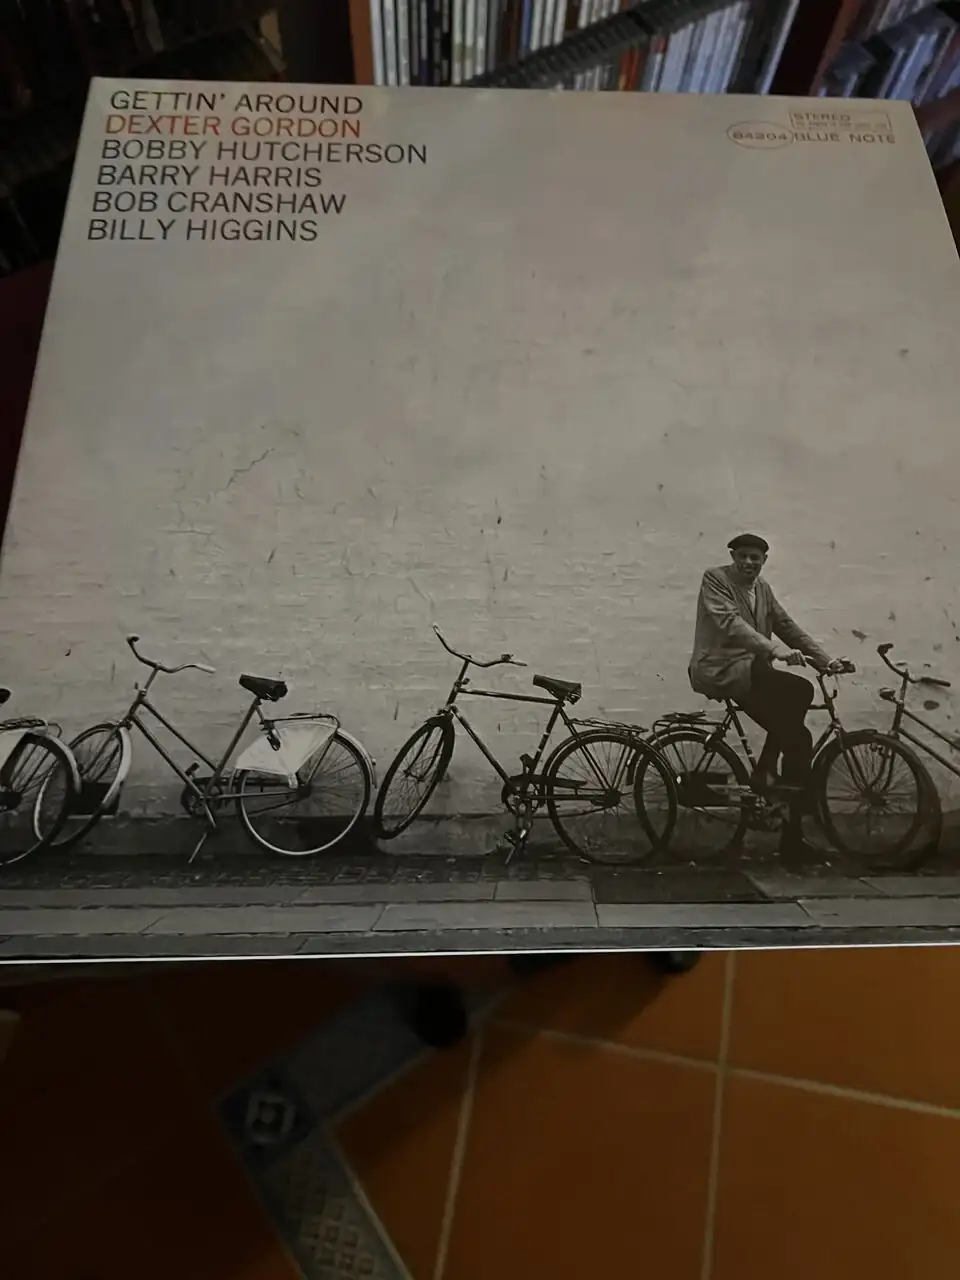 GETTIN' AROUND
DEXTER GORDON
BOBBY HUTCHERSON
BARRY HARRIS
BOB CRANSHAW
BILLY HIGGINS
STEREO
84204 BLUE NOTE